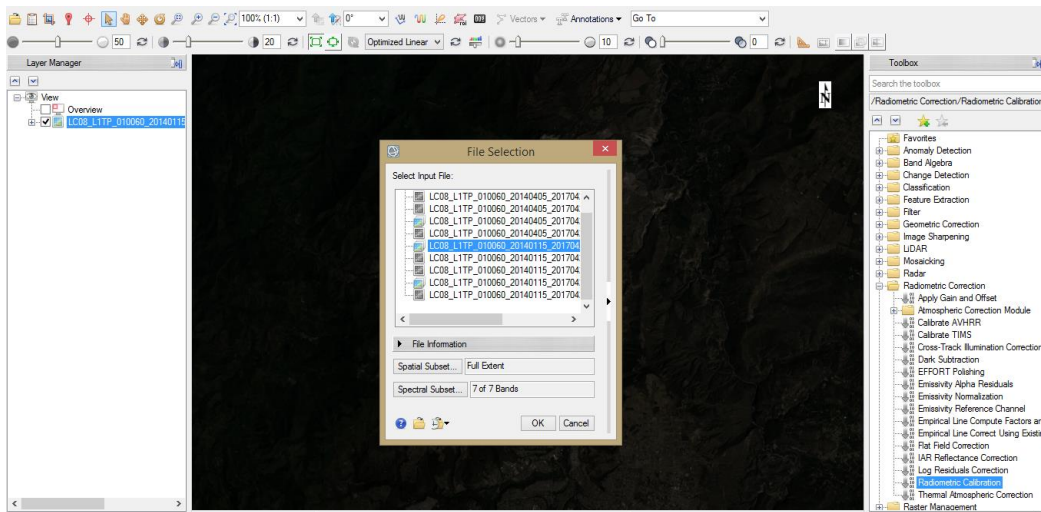 100% (1:1)
0°
Vectors
Annotations
Go To
50
20
Optimized Linear
10
0
Layer Manager
View
Overview
LC08_L1TP_010060_20140115
N
File Selection
Select Input File:
LC08_L1TP_010060_20140405_201704
LC08_L1TP_010060_20140405_201704
LC08_L1TP_010060_20140405_201704
LC08_L1TP_010060_20140405_201704
LC08_L1TP_010060_20140115_201704
LC08_L1TP_010060_20140115_201704
LC08_L1TP_010060_20140115_201704
LC08_L1TP_010060_20140115_201704
LC08_L1TP_010060_20140115_201704
File Information
Spatial Subset...
Full Extent
Spectral Subset...
7 of 7 Bands
OK
Cancel
Toolbox
Search the toolbox
/Radiometric Correction/Radiometric Calibration
Favorites
Anomaly Detection
Band Algebra
Change Detection
Classification
Feature Extraction
Filter
Geometric Correction
Image Sharpening
LiDAR
Mosaicking
Radar
Radiometric Correction
Apply Gain and Offset
Atmospheric Correction Module
Calibrate AVHRR
Calibrate TIMS
Cross-Track Illumination Correction
Dark Subtraction
EFFORT Polishing
Emissivity Alpha Residuals
Emissivity Normalization
Emissivity Reference Channel
Empirical Line Compute Factors ar
Empirical Line Correct Using Existi
Flat Field Correction
IAR Reflectance Correction
Log Residuals Correction
Radiometric Calibration
Thermal Atmospheric Correction
Raster Management